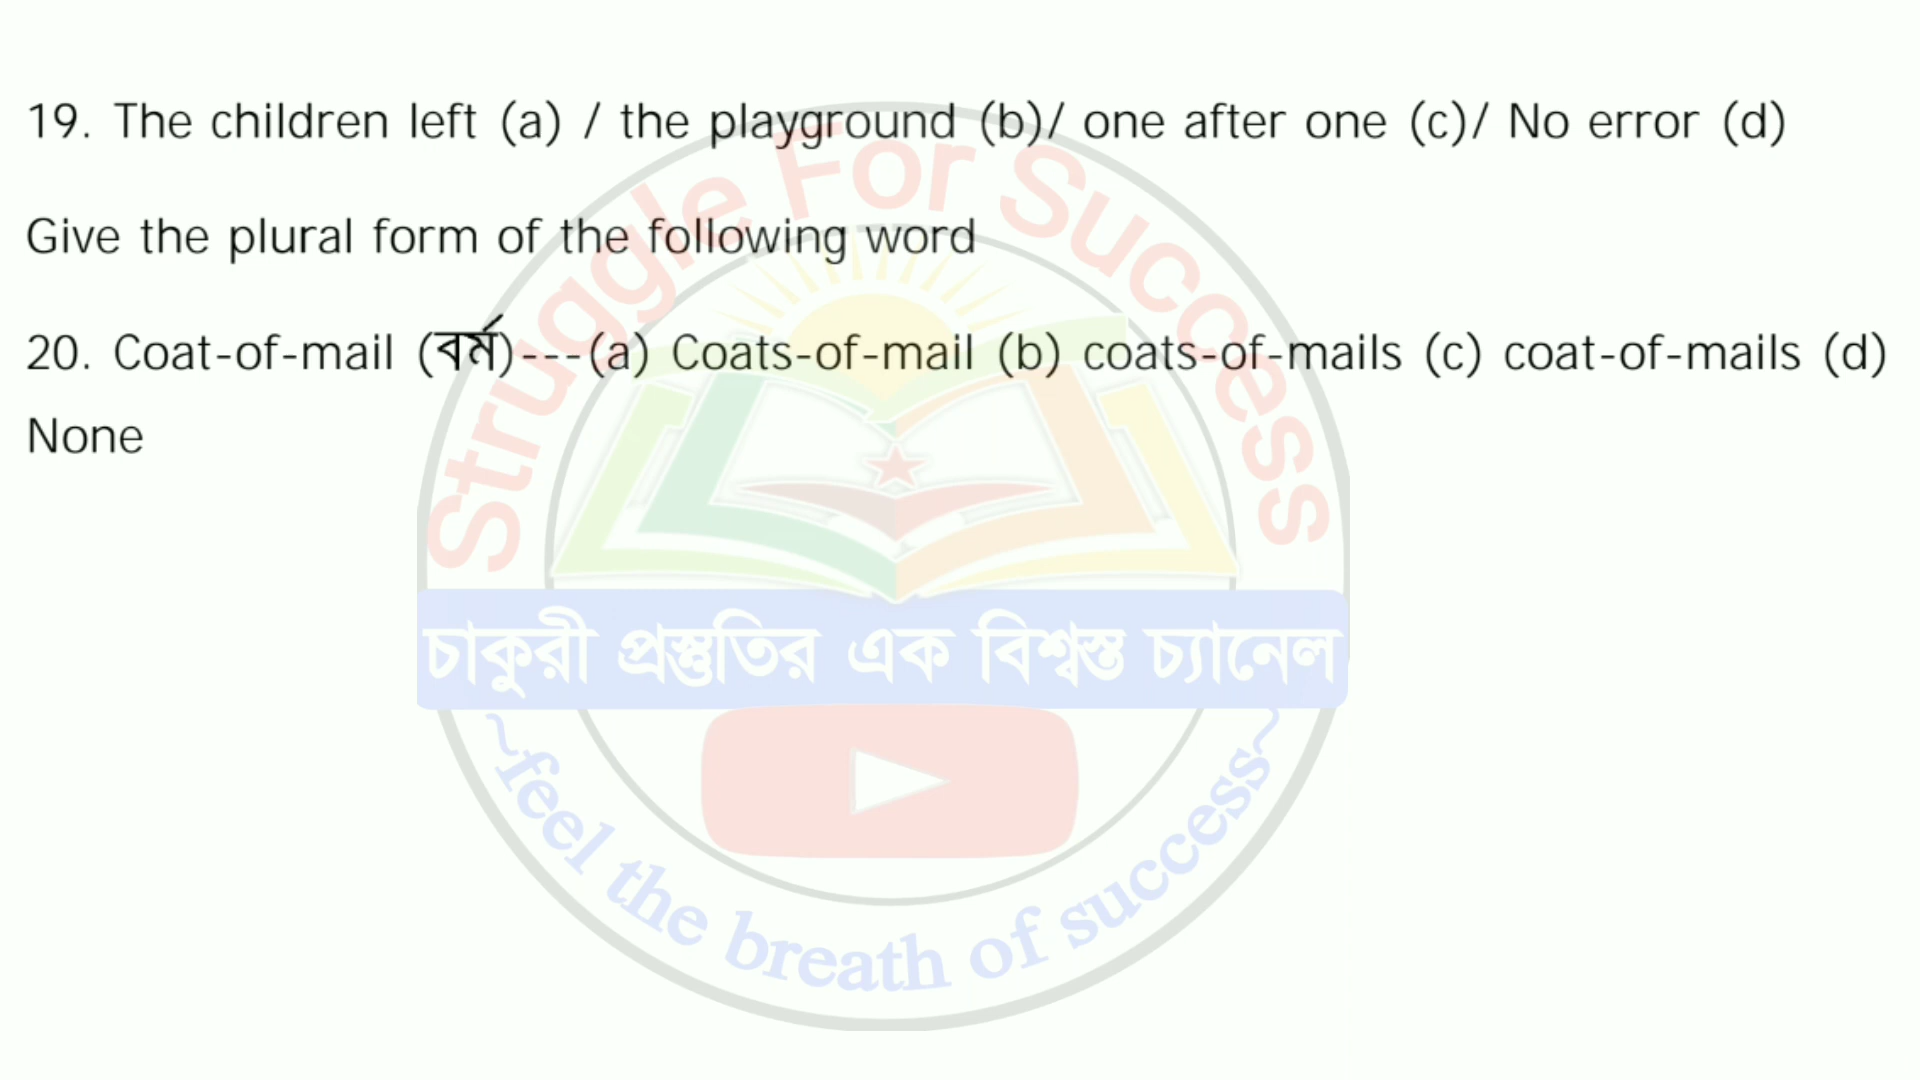 19. The children left (a) / the playground (b)/ one after one (c)/ No error (d)
Give the plural form of the following word
20. Coat-of-mail (বর্ম)---(a) Coats-of-mail (b) coats-of-mails (c) coat-of-mails (d)
None
Struggle For Success
চাকুরী প্রস্তুতির এক বিশ্বস্ত চ্যানেল
~feel the breath of success~